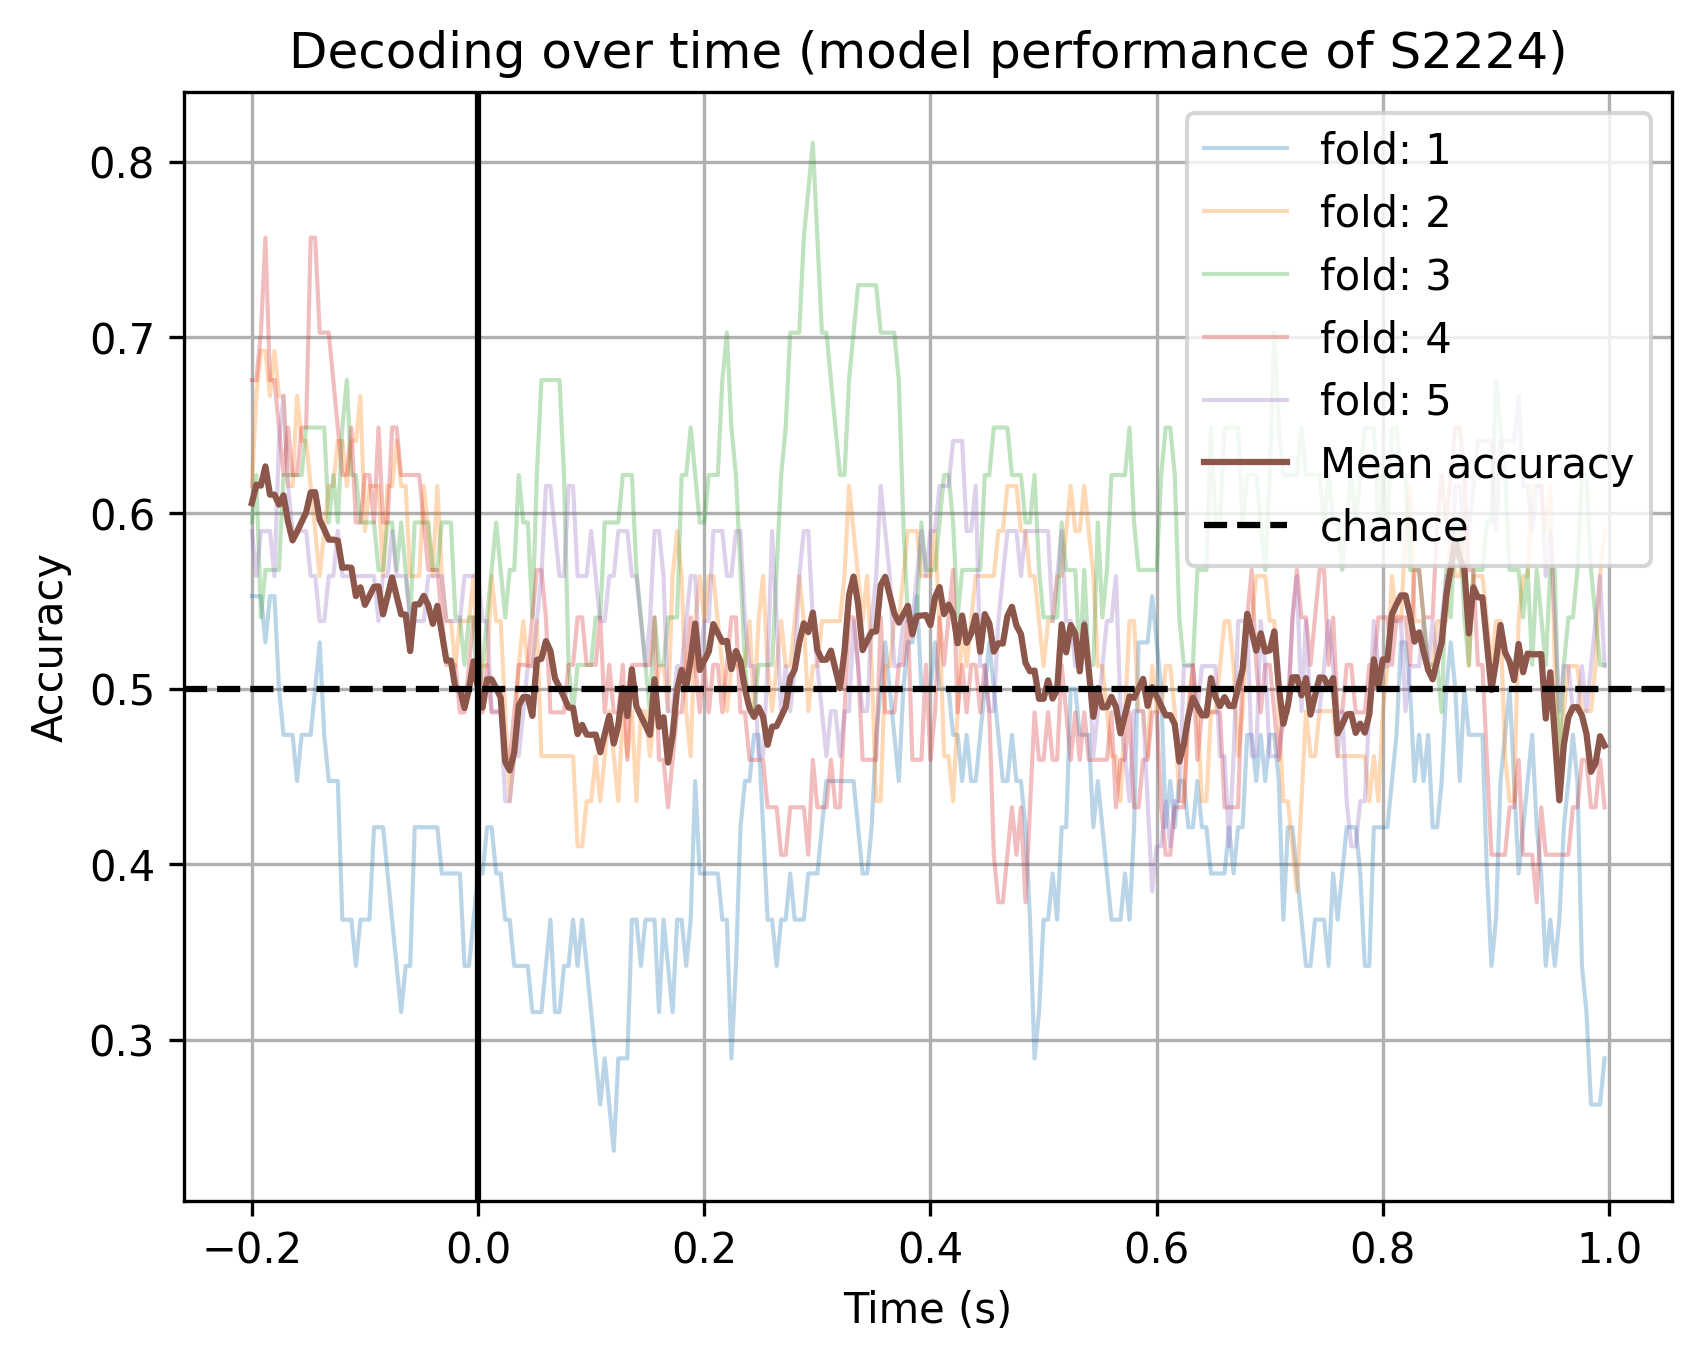 Decoding over time (model performance of S2224)
Accuracy
0.8
0.7
0.6
0.5
0.4
0.3
fold: 1
fold: 2
fold: 3
fold: 4
fold: 5
Mean accuracy
chance
−0.2 0.0 0.2 0.4 0.6 0.8 1.0
Time (s)